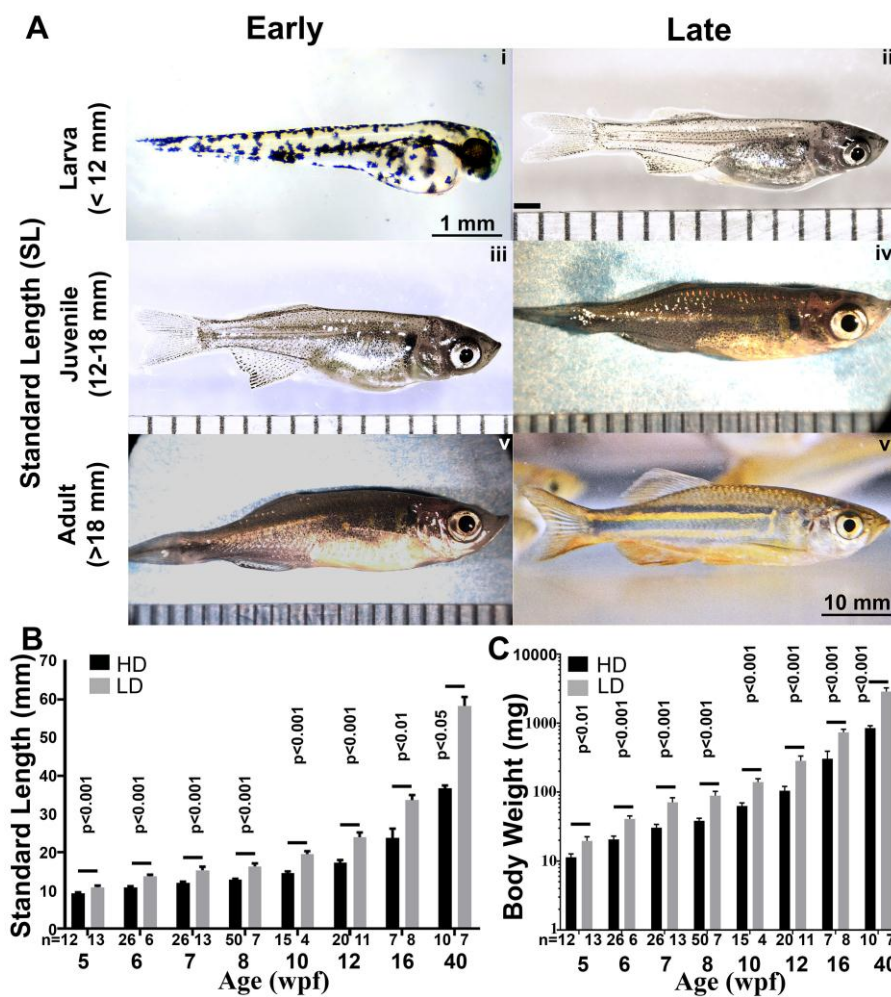 A
Early
Late
Standard Length (SL)
Larva
(< 12 mm)
i
1 mm
ii
Juvenile
(12-18 mm)
iii
iv
Adult
(>18 mm)
v
v
10 mm
B
Standard Length (mm)
70
60
50
40
30
20
10
0
HD
LD
p<0.001
p<0.001
p<0.001
p<0.001
p<0.001
p<0.001
p<0.01
p<0.05
n=12 13 26 6 26 13 50 7 15 4 20 11 7 8 10 7
5 6 7 8 10 12 16 40
Age (wpf)
C
Body Weight (mg)
10000
1000
100
10
1
HD
LD
p<0.01
p<0.001
p<0.001
p<0.001
p<0.001
p<0.001
p<0.001
p<0.001
n=12 13 26 6 26 13 50 7 15 4 20 11 7 8 10 7
5 6 7 8 10 12 16 40
Age (wpf)